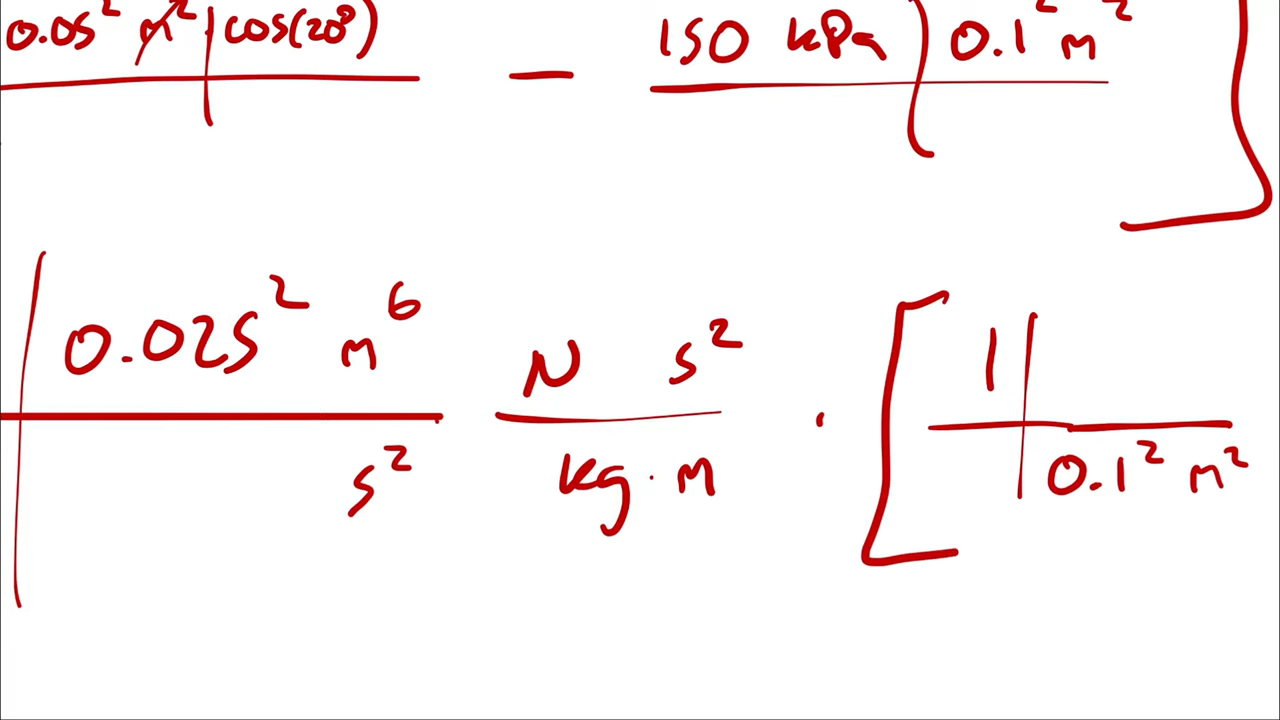 0.05² m² | cos(20°) − 150 kPa | 0.1² m²
0.025² m⁶ N s² · [ 1
s² kg · m 0.1² m²